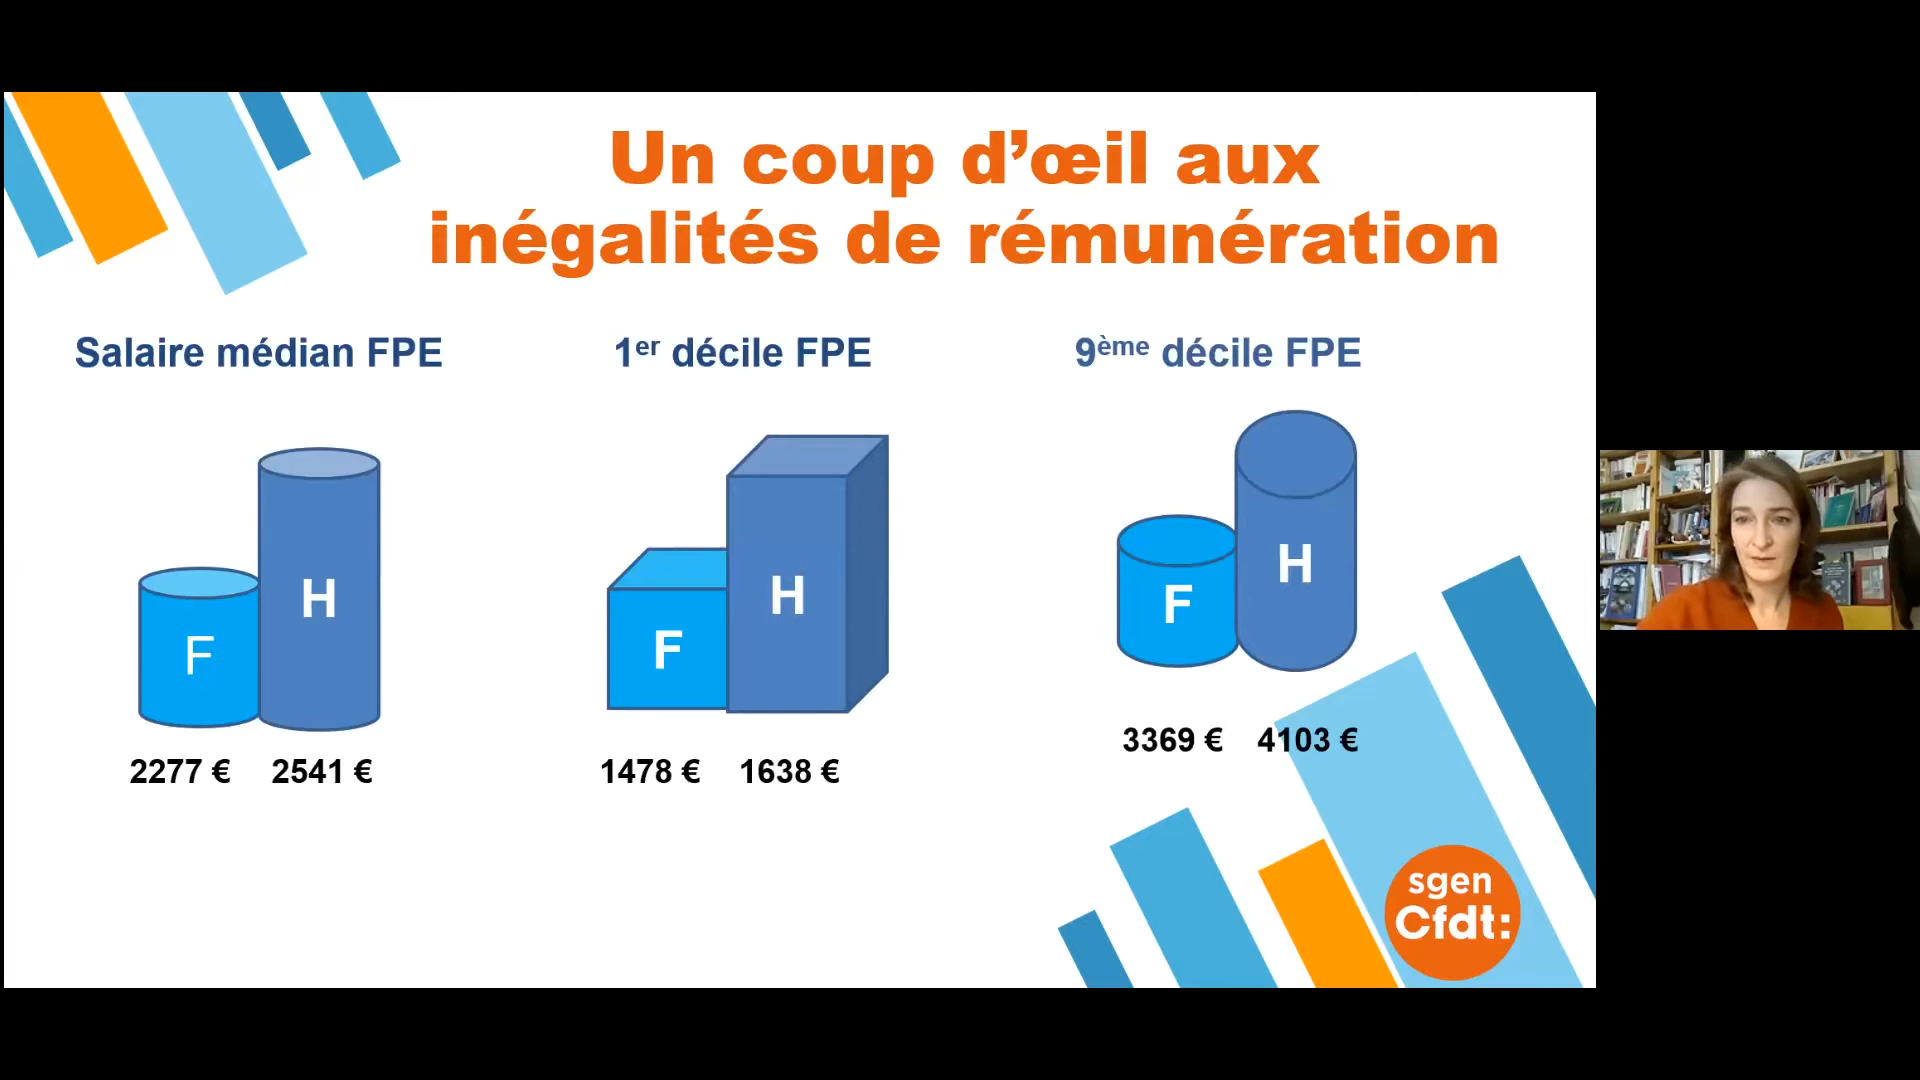 Un coup d’œil aux
inégalités de rémunération
Salaire médian FPE
F
H
2277 € 2541 €
1er décile FPE
F
H
1478 € 1638 €
9ème décile FPE
F
H
3369 € 4103 €
sgen
Cfdt: